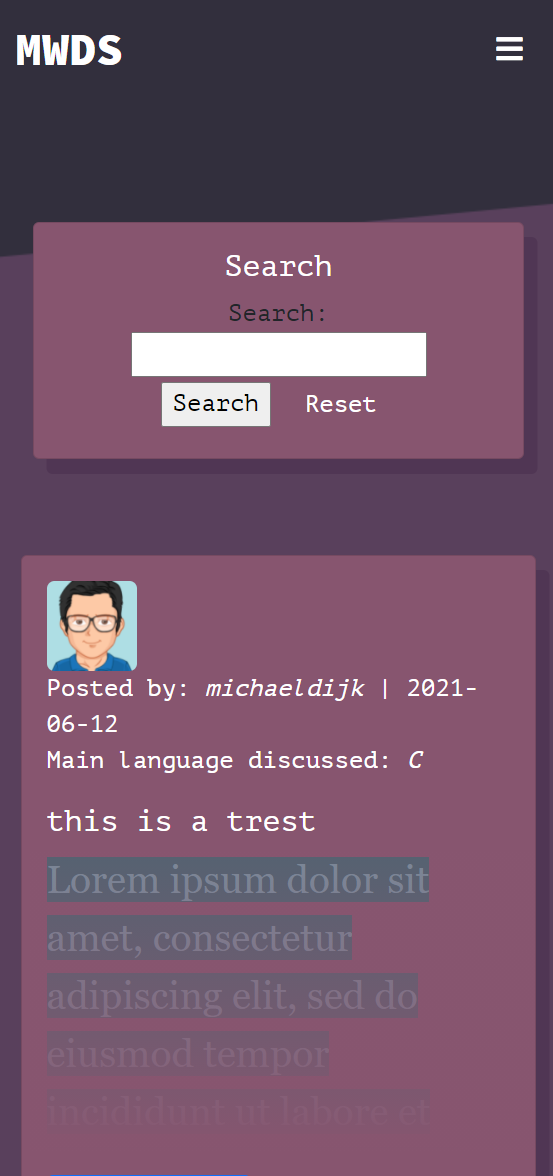 MWDS
Search
Search:
Search Reset
Posted by: michaeldijk | 2021-
06-12
Main language discussed: C
this is a trest
Lorem ipsum dolor sit
amet, consectetur
adipiscing elit, sed do
eiusmod tempor
incididunt ut labore et